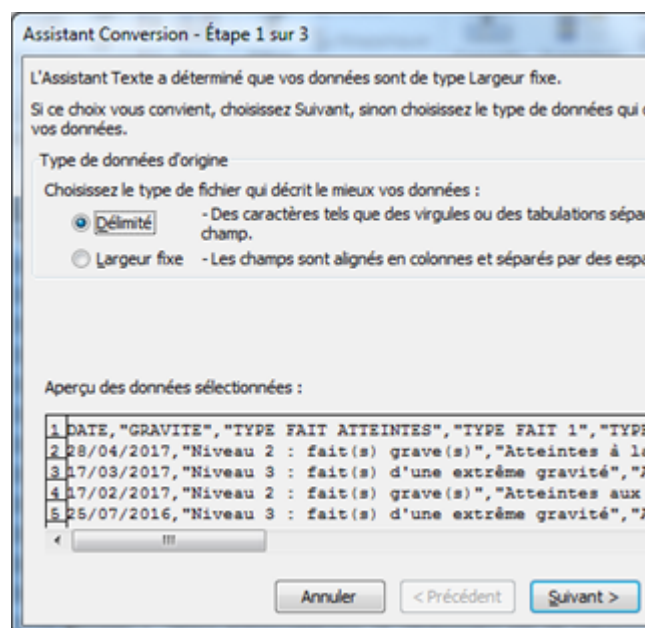 Assistant Conversion - Étape 1 sur 3
L'Assistant Texte a déterminé que vos données sont de type Largeur fixe.
Si ce choix vous convient, choisissez Suivant, sinon choisissez le type de données qui
vos données.
Type de données d'origine
Choisissez le type de fichier qui décrit le mieux vos données :
Délimité - Des caractères tels que des virgules ou des tabulations sépa
champ.
Largeur fixe - Les champs sont alignés en colonnes et séparés par des espa
Aperçu des données sélectionnées :
1 DATE,"GRAVITE","TYPE FAIT ATTEINTES","TYPE FAIT 1","TYPE
2 28/04/2017,"Niveau 2 : fait(s) grave(s)","Atteintes à la
3 17/03/2017,"Niveau 3 : fait(s) d'une extrême gravité","A
4 17/02/2017,"Niveau 2 : fait(s) grave(s)","Atteintes aux
5 25/07/2016,"Niveau 3 : fait(s) d'une extrême gravité","A
Annuler < Précédent Suivant >